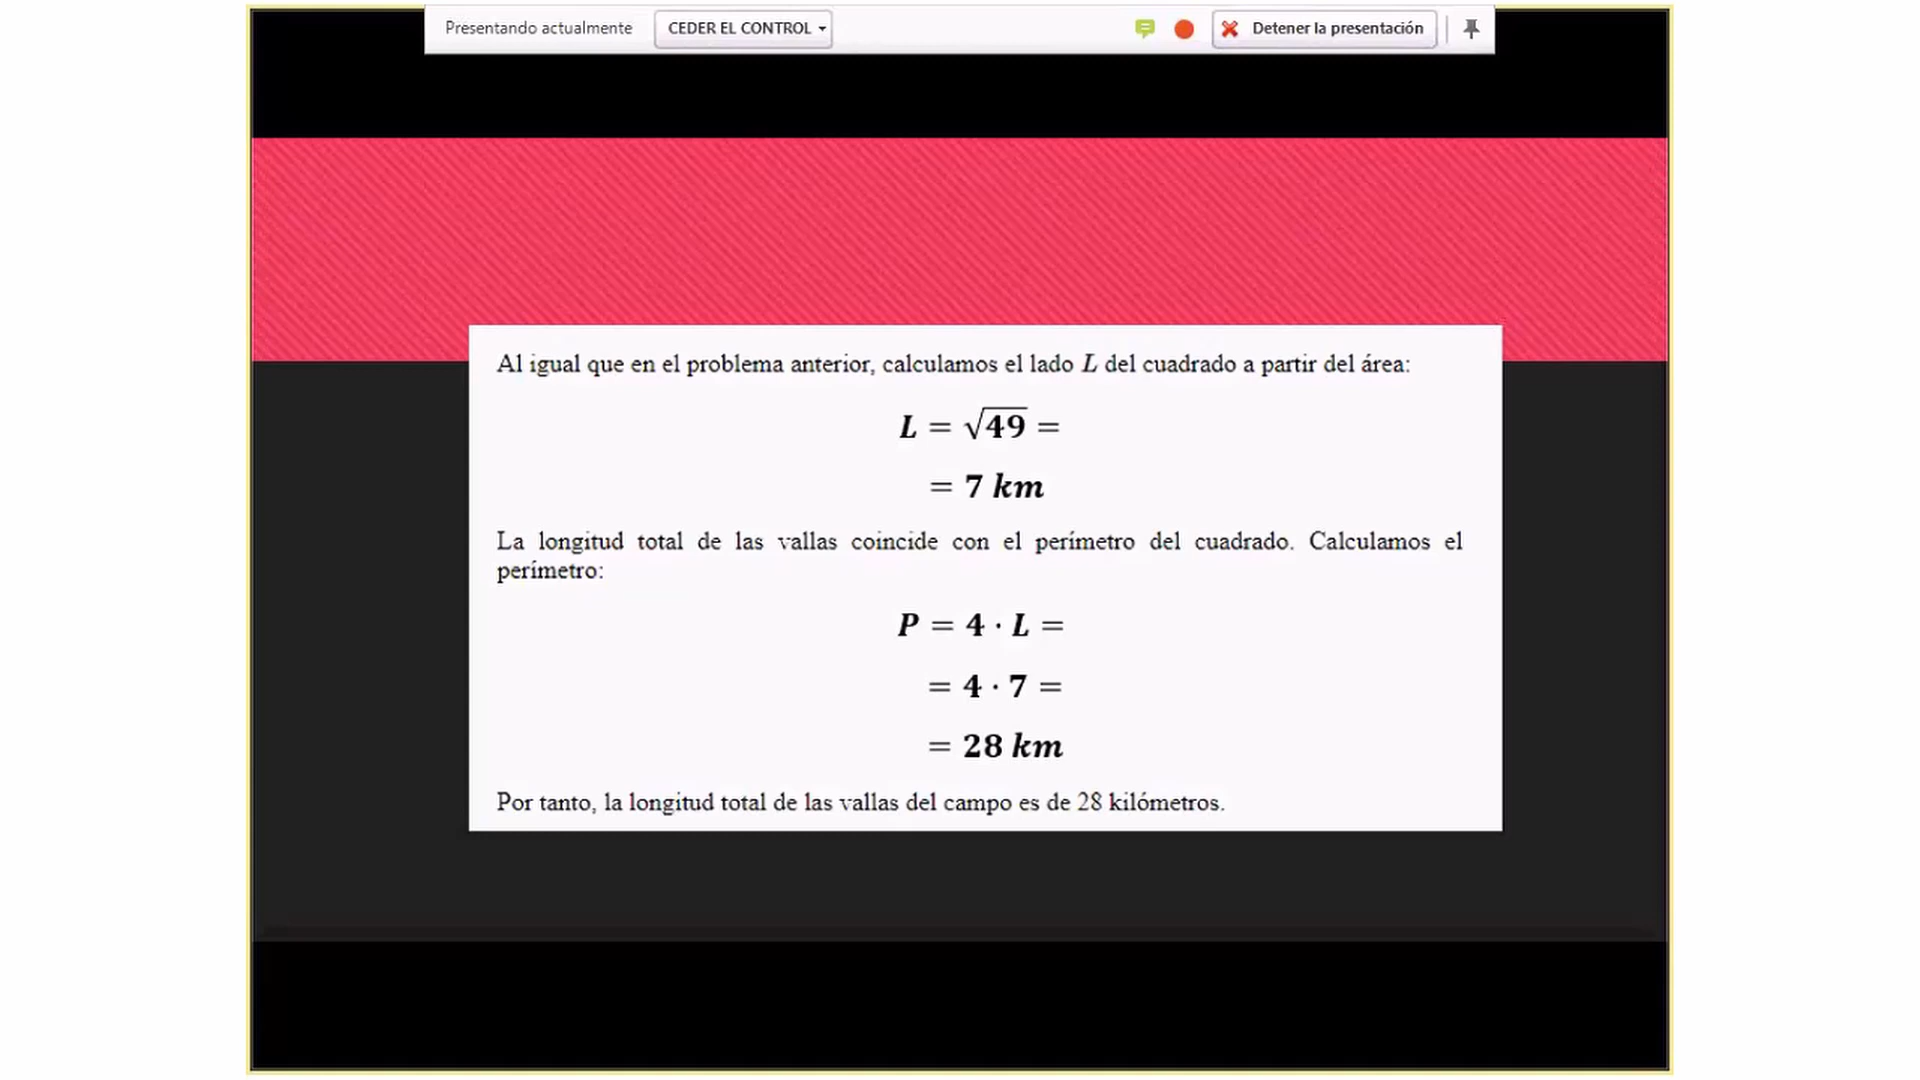 Presentando actualmente CEDER EL CONTROL Detener la presentación
Al igual que en el problema anterior, calculamos el lado L del cuadrado a partir del área:
L = √49 =
= 7 km
La longitud total de las vallas coincide con el perímetro del cuadrado. Calculamos el
perímetro:
P = 4 · L =
= 4 · 7 =
= 28 km
Por tanto, la longitud total de las vallas del campo es de 28 kilómetros.